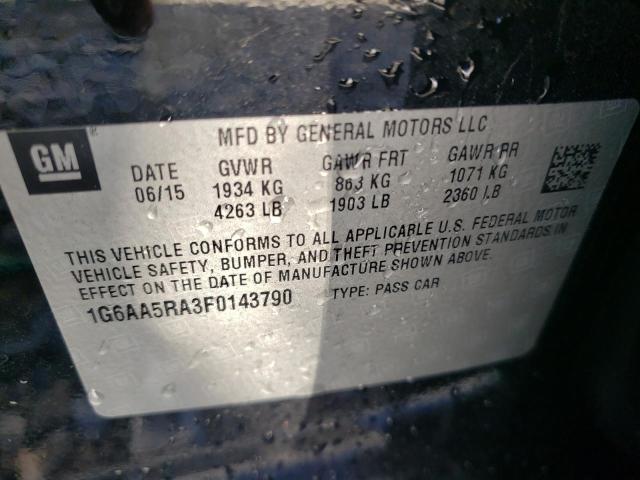 GM
MFD BY GENERAL MOTORS LLC
DATE GVWR GAWR FRT GAWR RR
06/15 1934 KG 863 KG 1071 KG
4263 LB 1903 LB 2360 LB
THIS VEHICLE CONFORMS TO ALL APPLICABLE U.S. FEDERAL MOTOR
VEHICLE SAFETY, BUMPER, AND THEFT PREVENTION STANDARDS IN
EFFECT ON THE DATE OF MANUFACTURE SHOWN ABOVE.
1G6AA5RA3F0143790 TYPE: PASS CAR